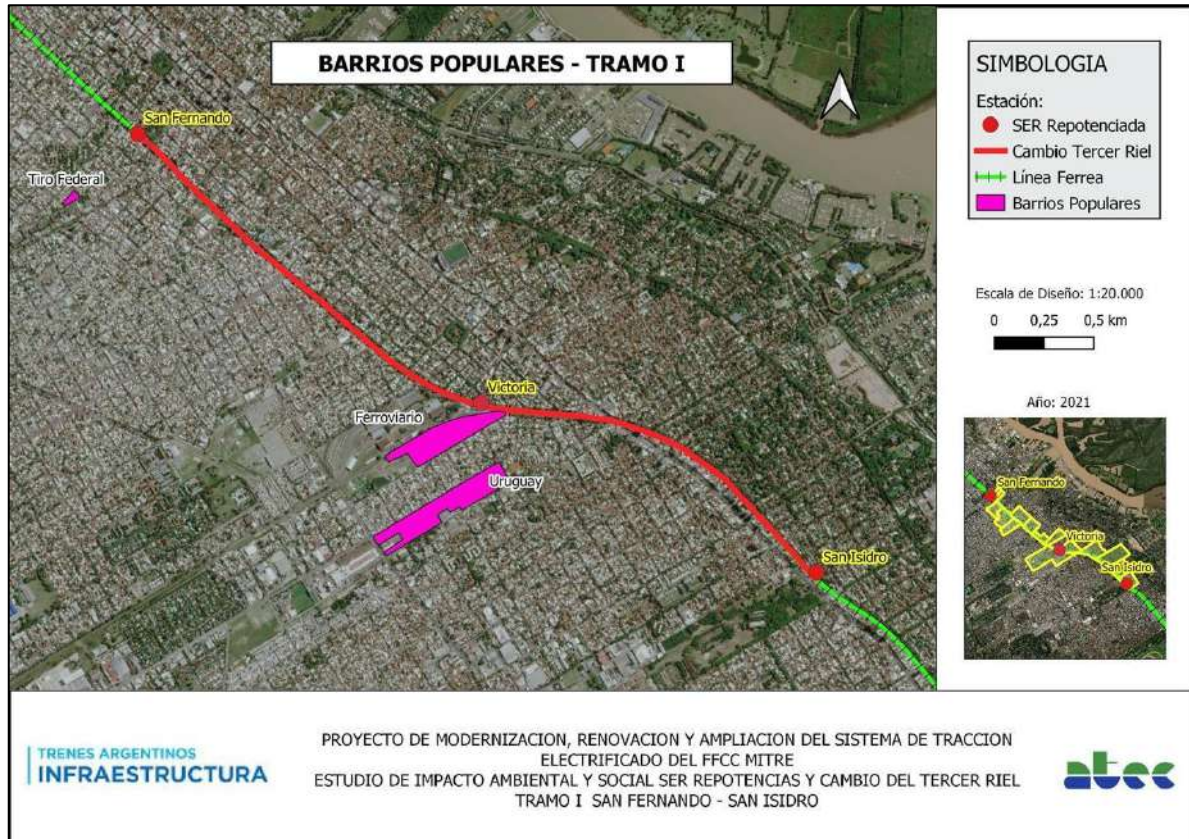 BARRIOS POPULARES - TRAMO I
San Fernando
Tiro Federal
Victoria
Ferroviario
Uruguay
San Isidro
SIMBOLOGIA
Estación:
SER Repotenciada
Cambio Tercer Riel
Línea Ferrea
Barrios Populares
Escala de Diseño: 1:20.000
0 0,25 0,5 km
Año: 2021
San Fernando
Victoria
San Isidro
TRENES ARGENTINOS
INFRAESTRUCTURA
PROYECTO DE MODERNIZACION, RENOVACION Y AMPLIACION DEL SISTEMA DE TRACCION
ELECTRIFICADO DEL FFCC MITRE
ESTUDIO DE IMPACTO AMBIENTAL Y SOCIAL SER REPOTENCIAS Y CAMBIO DEL TERCER RIEL
TRAMO I SAN FERNANDO - SAN ISIDRO
atec